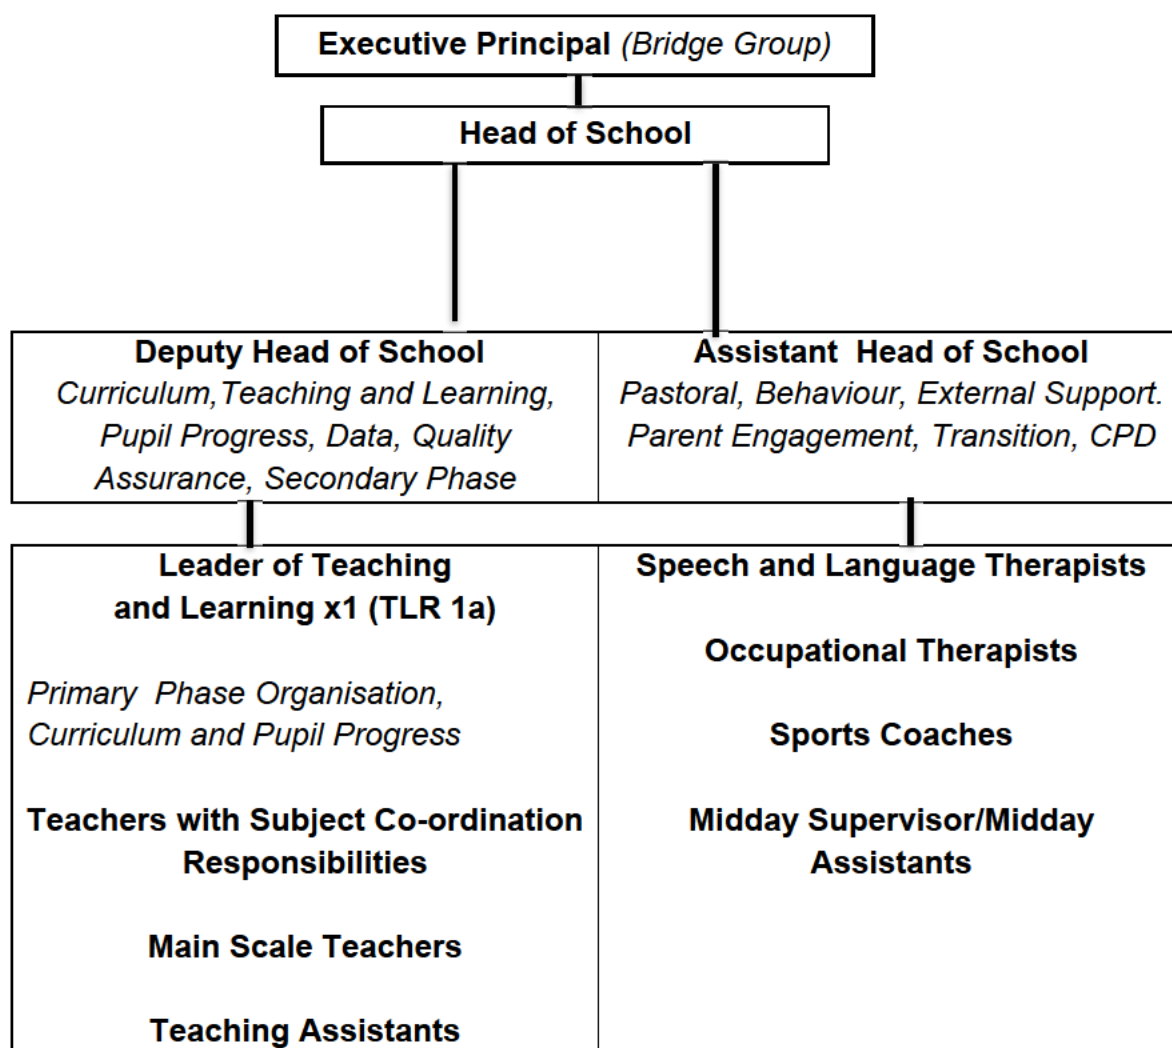 Executive Principal (Bridge Group)
Head of School
Deputy Head of School
Curriculum,Teaching and Learning,
Pupil Progress, Data, Quality
Assurance, Secondary Phase
Assistant  Head of School
Pastoral, Behaviour, External Support.
Parent Engagement, Transition, CPD
Leader of Teaching
and Learning x1 (TLR 1a)
Primary  Phase Organisation,
Curriculum and Pupil Progress
Teachers with Subject Co-ordination
Responsibilities
Main Scale Teachers
Teaching Assistants
Speech and Language Therapists
Occupational Therapists
Sports Coaches
Midday Supervisor/Midday
Assistants